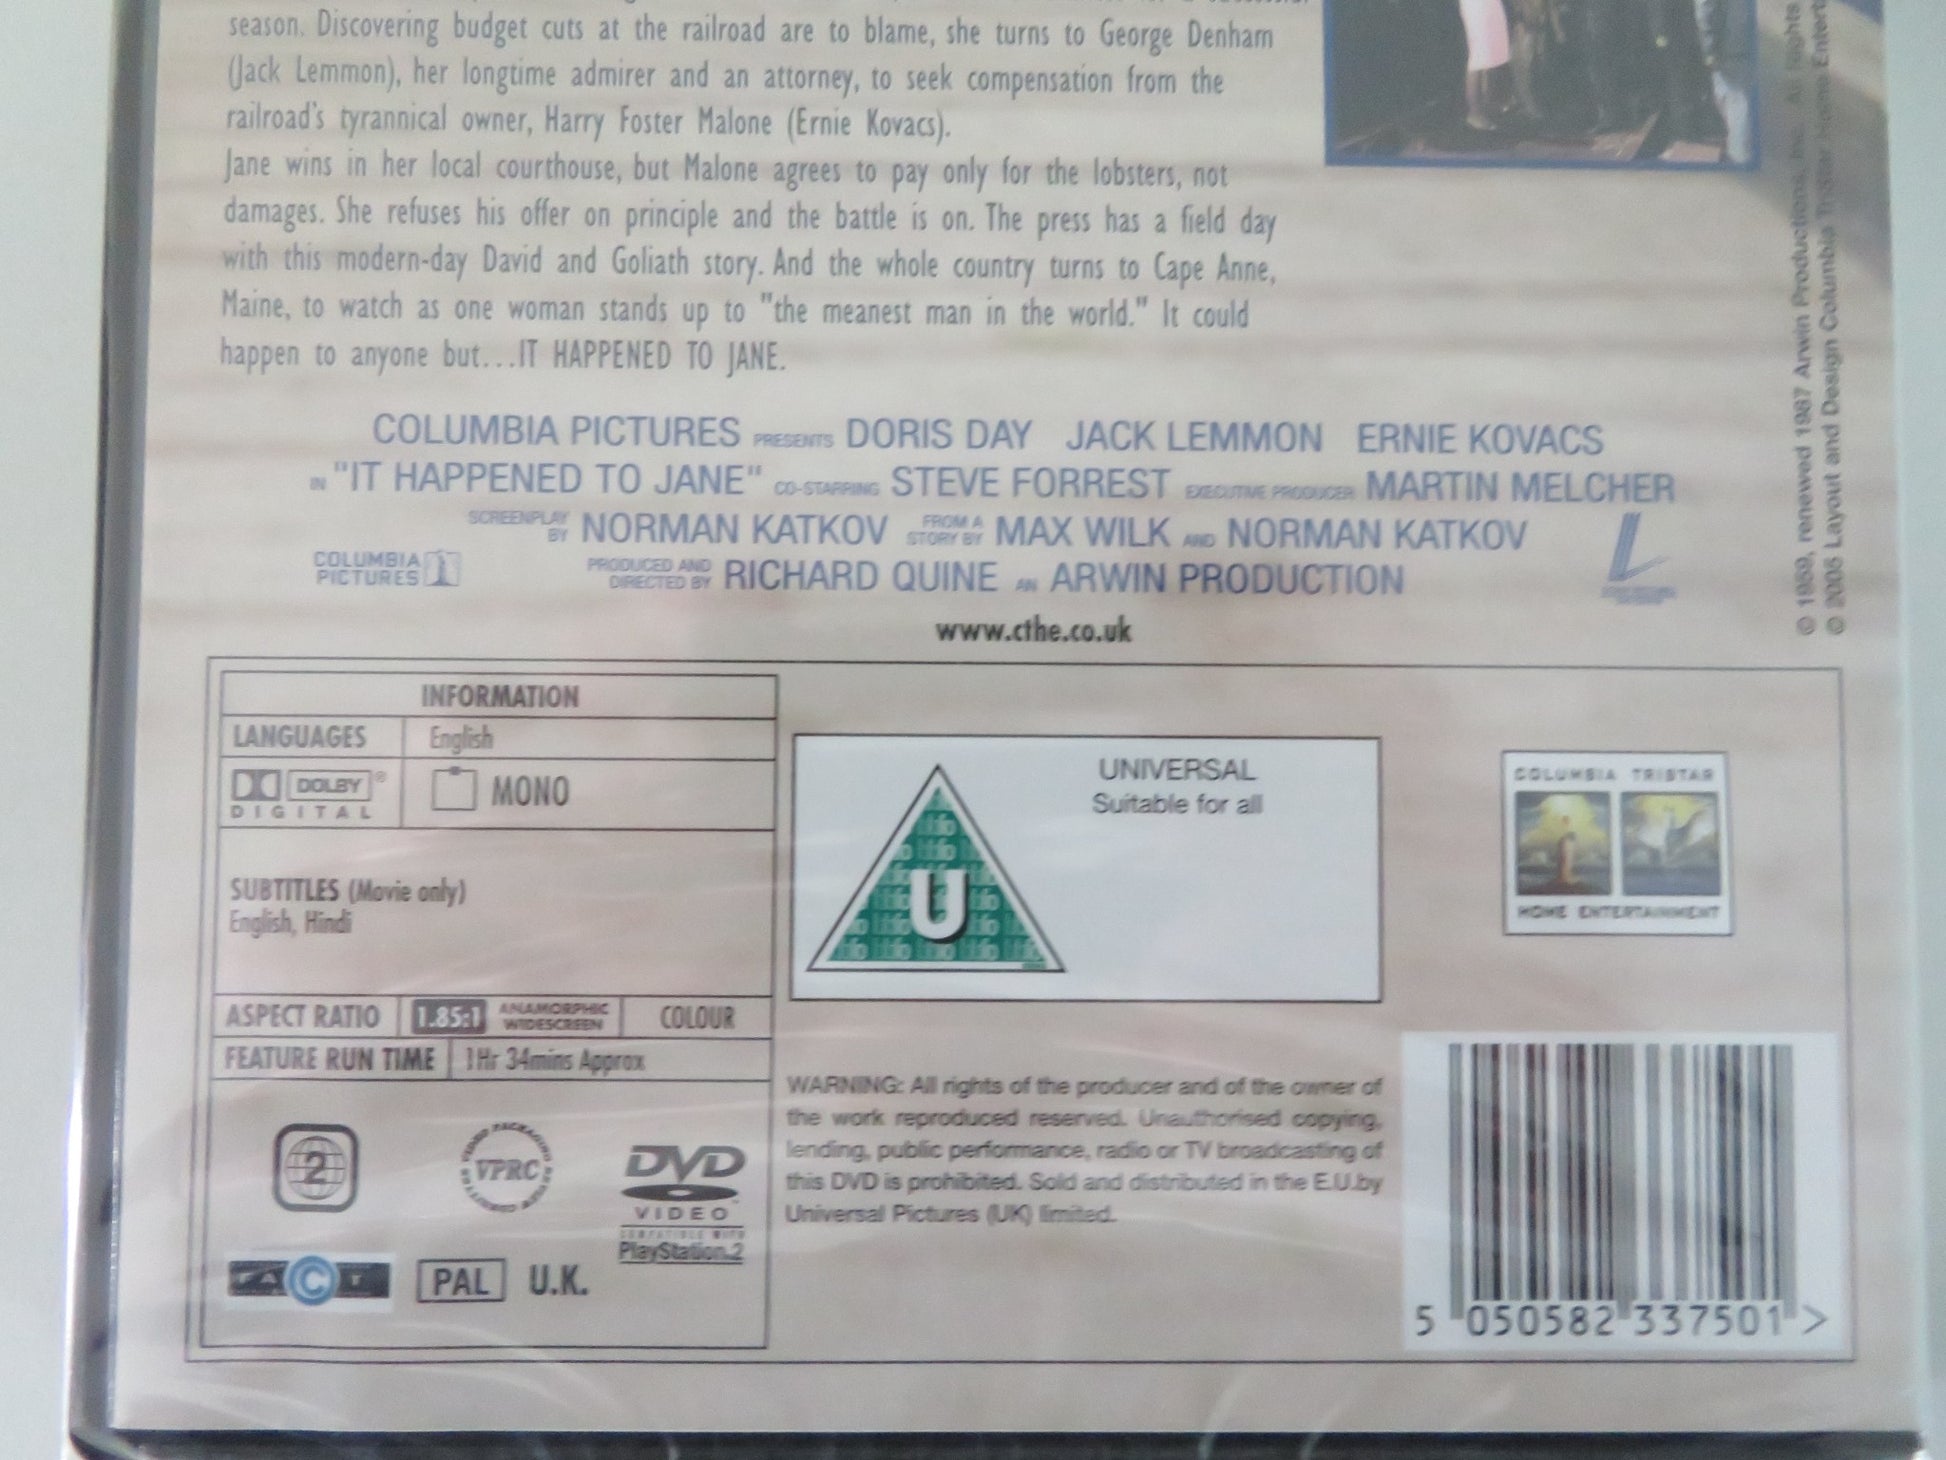 season. Discovering budget cuts at the railroad are to blame, she turns to George Denham
(Jack Lemmon), her longtime admirer and an attorney, to seek compensation from the
railroad's tyrannical owner, Harry Foster Malone (Ernie Kovacs).
Jane wins in her local courthouse, but Malone agrees to pay only for the lobsters, not
damages. She refuses his offer on principle and the battle is on. The press has a field day
with this modern-day David and Goliath story. And the whole country turns to Cape Anne,
Maine, to watch as one woman stands up to "the meanest man in the world." It could
happen to anyone but...IT HAPPENED TO JANE.
COLUMBIA PICTURES PRESENTS DORIS DAY JACK LEMMON ERNIE KOVACS
IN "IT HAPPENED TO JANE" CO-STARRING STEVE FORREST EXECUTIVE PRODUCER MARTIN MELCHER
SCREENPLAY BY NORMAN KATKOV FROM A STORY BY MAX WILK AND NORMAN KATKOV
COLUMBIA PICTURES
PRODUCED AND DIRECTED BY RICHARD QUINE AN ARWIN PRODUCTION
www.cthe.co.uk
renewed 1987 Arwin Productions, Inc. All rights
Layout and Design Columbia TriStar Home
INFORMATION
LANGUAGES English
DOLBY® DIGITAL MONO
SUBTITLES (Movie only)
English, Hindi
ASPECT RATIO 1.85:1 ANAMORPHIC WIDESCREEN COLOUR
FEATURE RUN TIME 1Hr 34mins Approx
2
VPRC
DVD
VIDEO
COMPATIBLE WITH
PlayStation.2
FACT
PAL U.K.
UNIVERSAL
Suitable for all
U
COLUMBIA TRISTAR
HOME ENTERTAINMENT
WARNING: All rights of the producer and of the owner of
the work reproduced reserved. Unauthorised copying,
lending, public performance, radio or TV broadcasting of
this DVD is prohibited. Sold and distributed in the E.U.by
Universal Pictures (UK) limited.
5 050582 337501 >